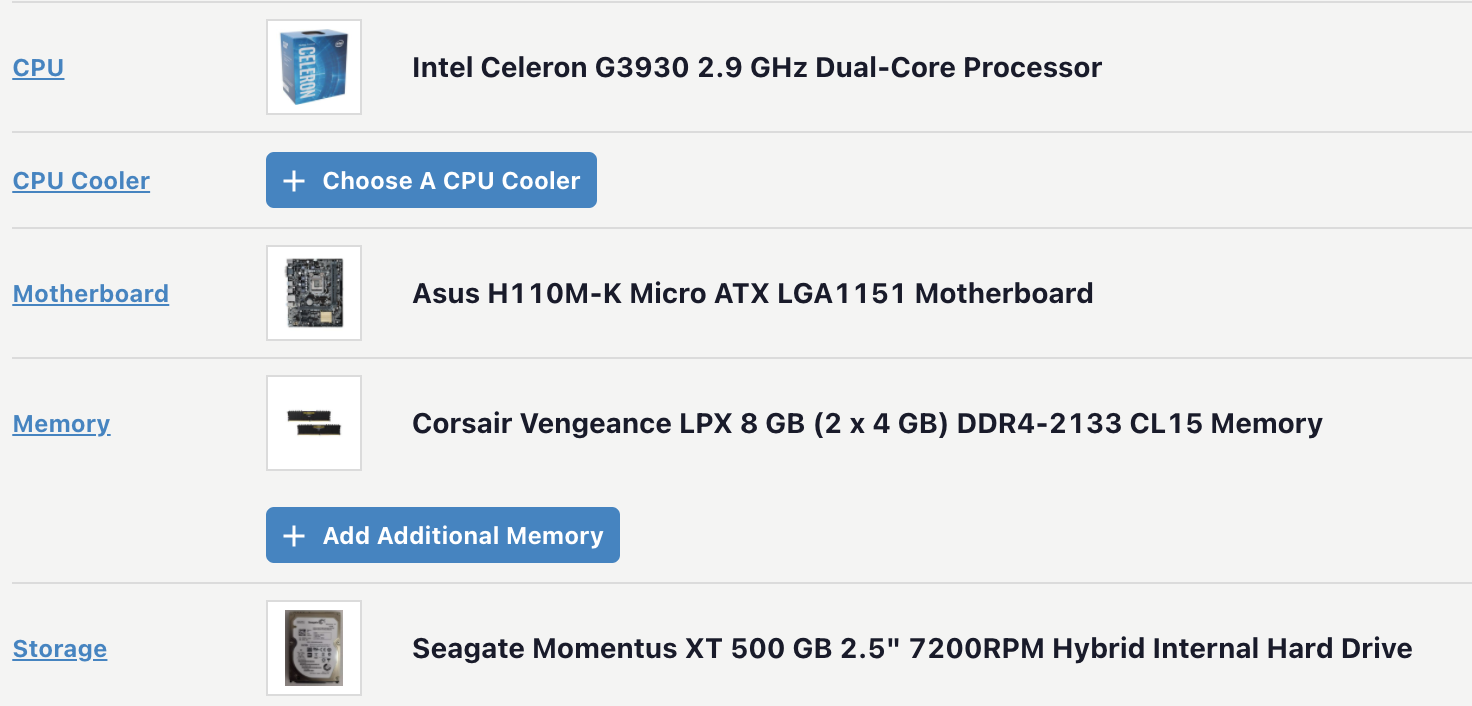 CPU
CELERON
Intel Celeron G3930 2.9 GHz Dual-Core Processor
CPU Cooler
+ Choose A CPU Cooler
Motherboard
Asus H110M-K Micro ATX LGA1151 Motherboard
Memory
Corsair Vengeance LPX 8 GB (2 x 4 GB) DDR4-2133 CL15 Memory
+ Add Additional Memory
Storage
Seagate Momentus XT 500 GB 2.5" 7200RPM Hybrid Internal Hard Drive